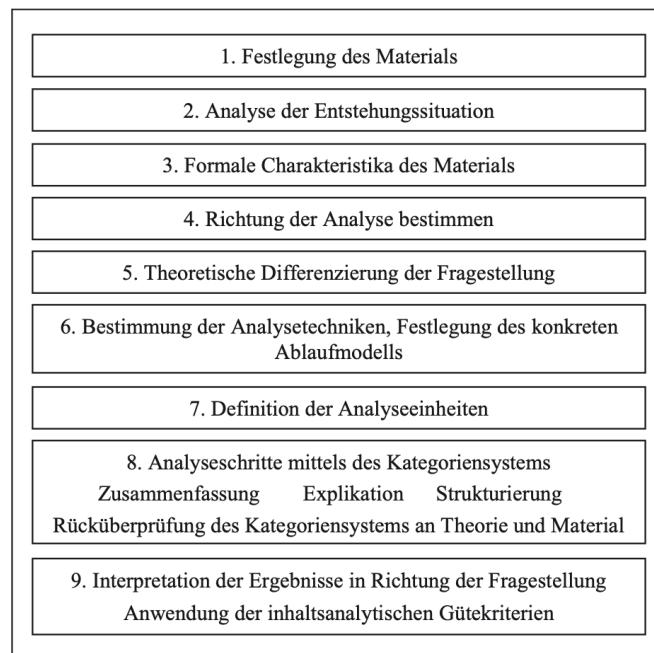 1. Festlegung des Materials
2. Analyse der Entstehungssituation
3. Formale Charakteristika des Materials
4. Richtung der Analyse bestimmen
5. Theoretische Differenzierung der Fragestellung
6. Bestimmung der Analysetechniken, Festlegung des konkreten
Ablaufmodells
7. Definition der Analyseeinheiten
8. Analyseschritte mittels des Kategoriensystems
Zusammenfassung Explikation Strukturierung
Rücküberprüfung des Kategoriensystems an Theorie und Material
9. Interpretation der Ergebnisse in Richtung der Fragestellung
Anwendung der inhaltsanalytischen Gütekriterien